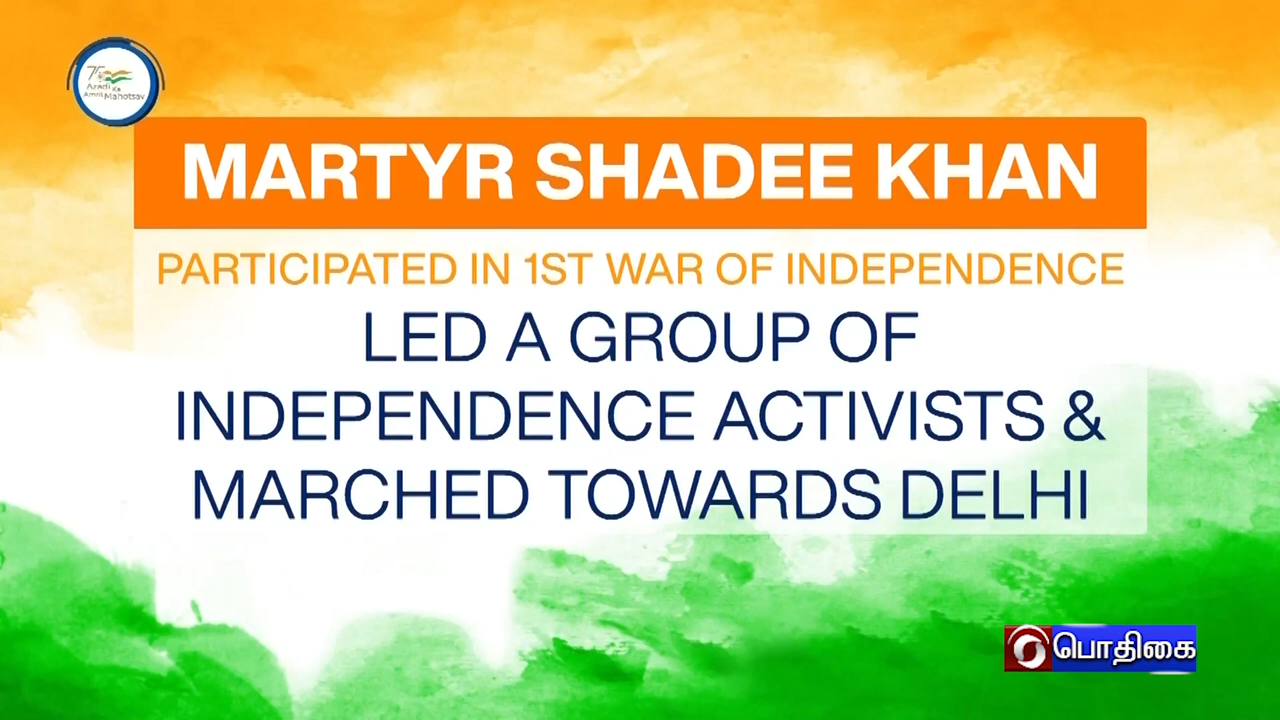 75
Azadi Ka
Amrit Mahotsav
MARTYR SHADEE KHAN
PARTICIPATED IN 1ST WAR OF INDEPENDENCE
LED A GROUP OF
INDEPENDENCE ACTIVISTS &
MARCHED TOWARDS DELHI
பொதிகை